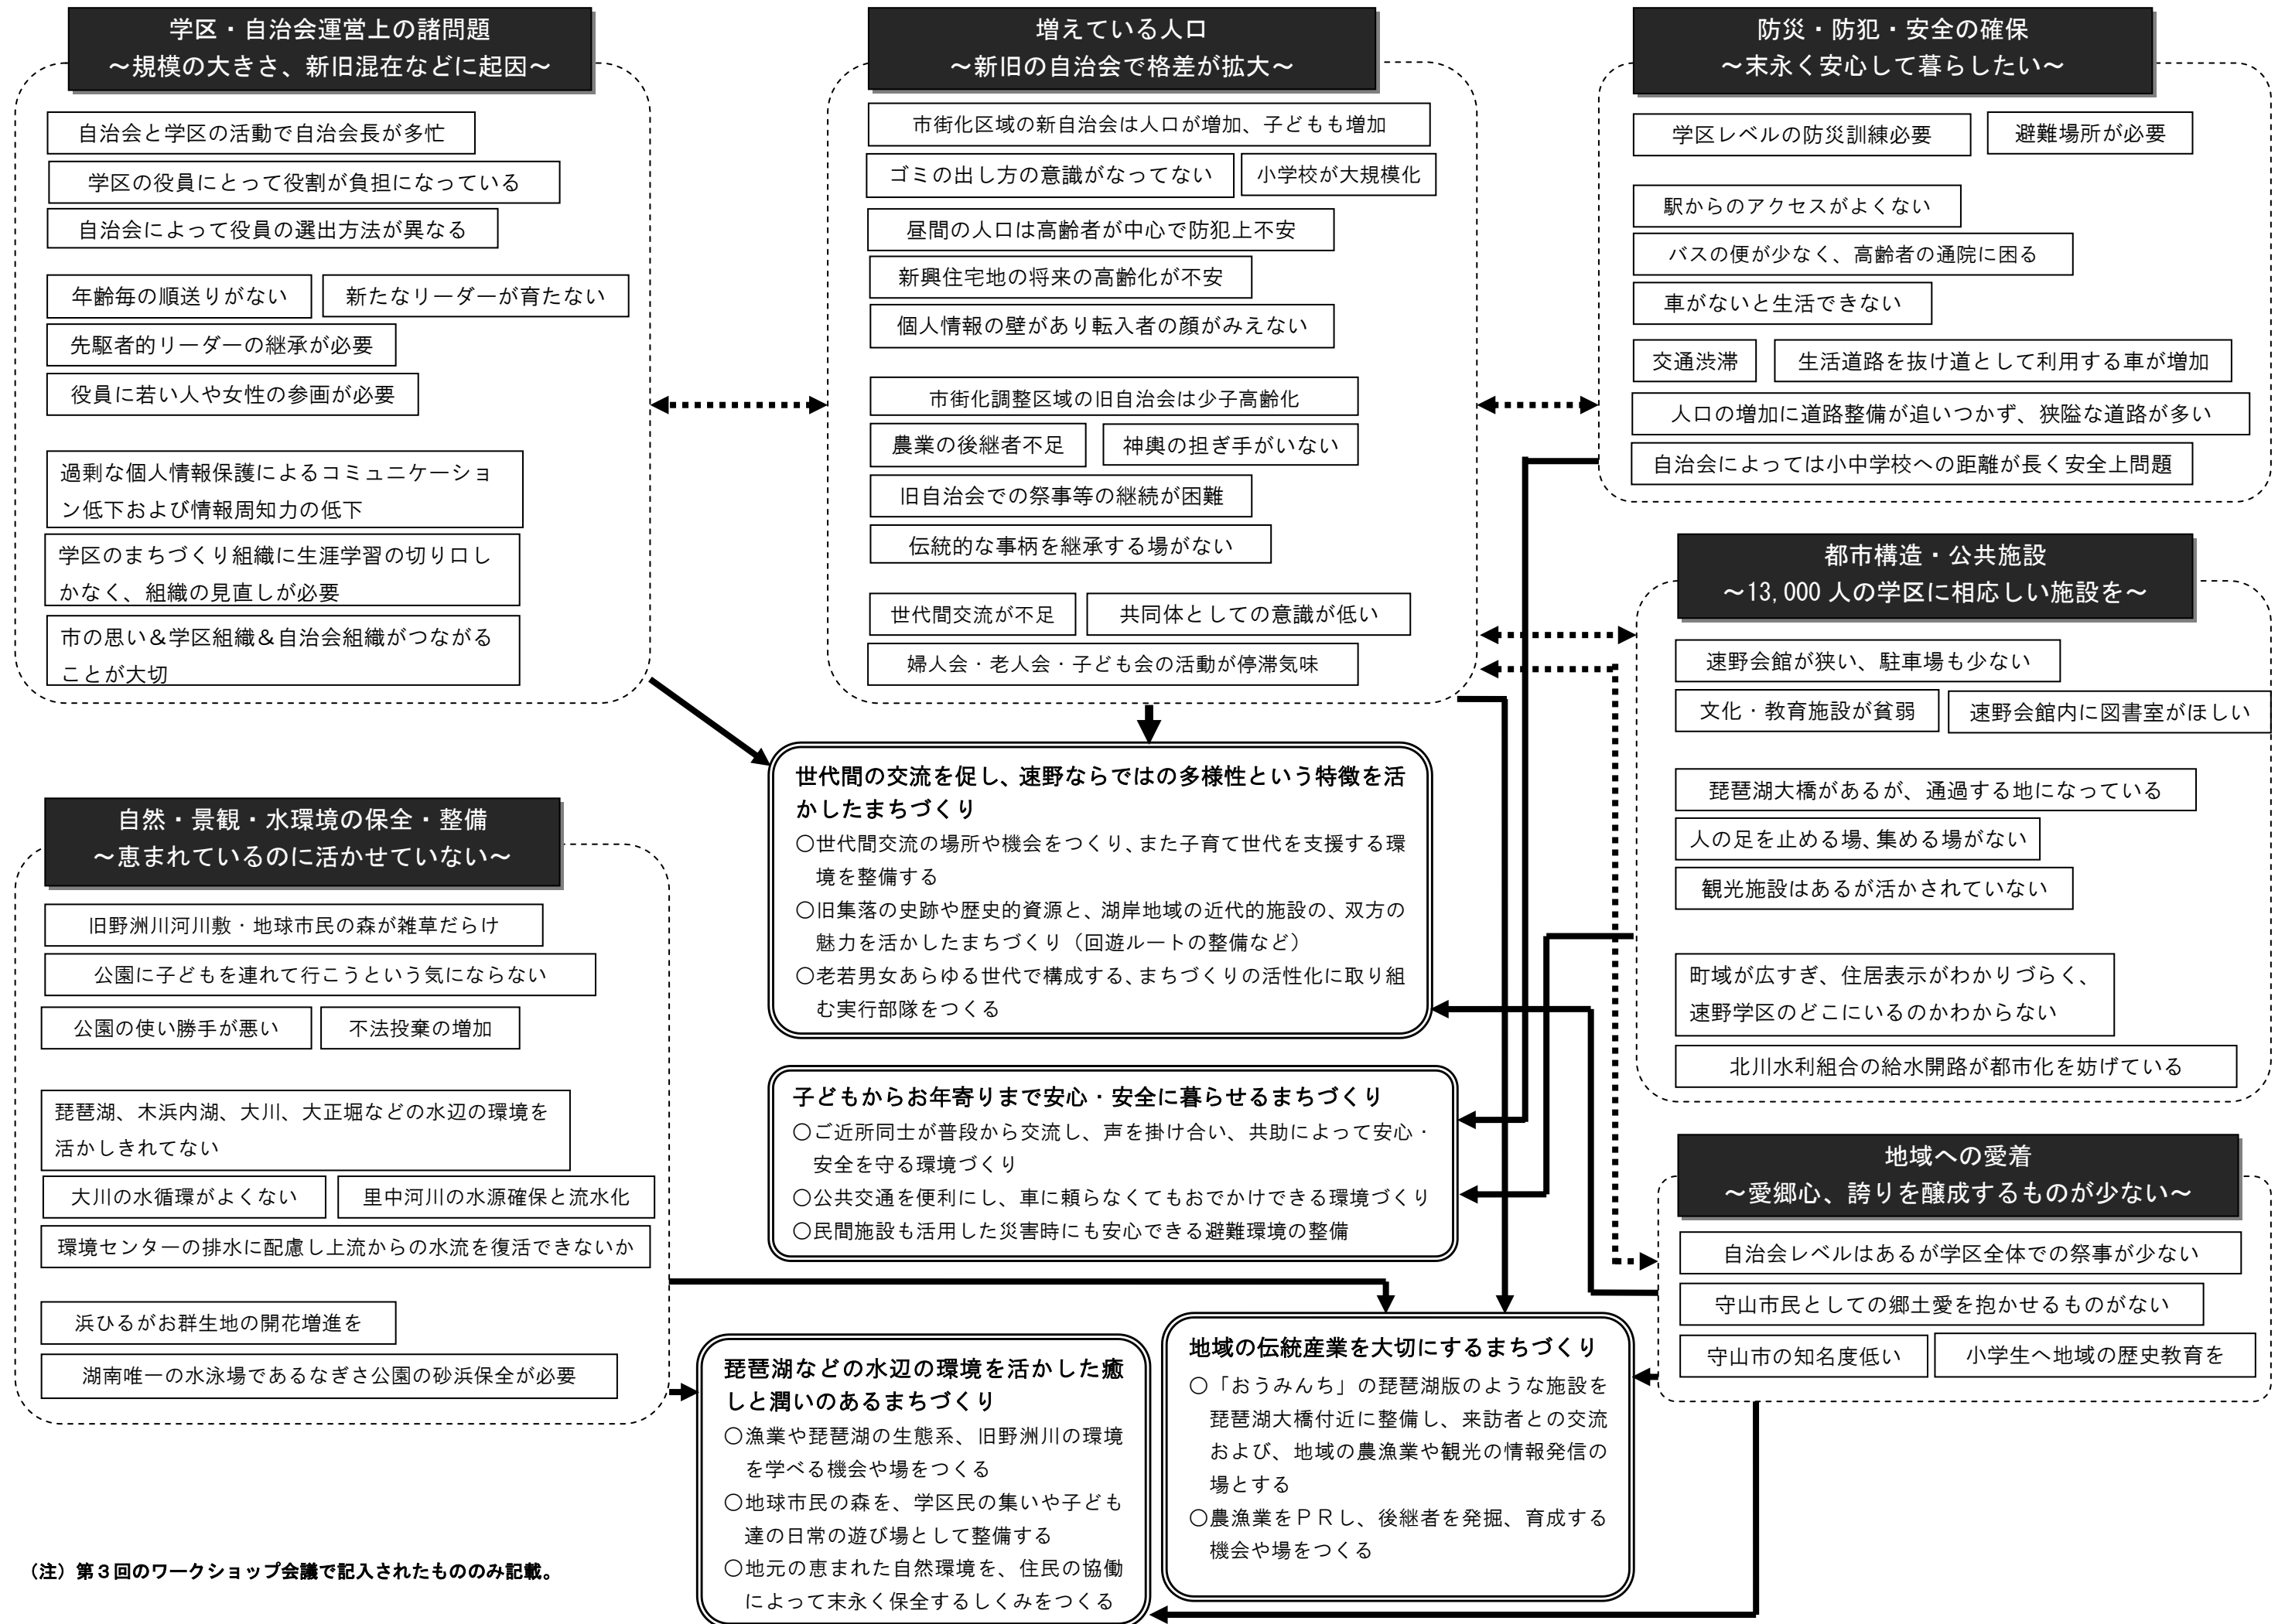 学区・自治会運営上の諸問題
～規模の大きさ、新旧混在などに起因～
自治会と学区の活動で自治会長が多忙
学区の役員にとって役割が負担になっている
自治会によって役員の選出方法が異なる
年齢毎の順送りがない
新たなリーダーが育たない
先駆者的リーダーの継承が必要
役員に若い人や女性の参画が必要
過剰な個人情報保護によるコミュニケーショ
ン低下および情報周知力の低下
学区のまちづくり組織に生涯学習の切り口し
かなく、組織の見直しが必要
市の思い＆学区組織＆自治会組織がつながる
ことが大切
増えている人口
～新旧の自治会で格差が拡大～
市街化区域の新自治会は人口が増加、子どもも増加
ゴミの出し方の意識がなってない
小学校が大規模化
昼間の人口は高齢者が中心で防犯上不安
新興住宅地の将来の高齢化が不安
個人情報の壁があり転入者の顔がみえない
市街化調整区域の旧自治会は少子高齢化
農業の後継者不足
神輿の担ぎ手がいない
旧自治会での祭事等の継続が困難
伝統的な事柄を継承する場がない
世代間交流が不足
共同体としての意識が低い
婦人会・老人会・子ども会の活動が停滞気味
防災・防犯・安全の確保
～末永く安心して暮らしたい～
学区レベルの防災訓練必要
避難場所が必要
駅からのアクセスがよくない
バスの便が少なく、高齢者の通院に困る
車がないと生活できない
交通渋滞
生活道路を抜け道として利用する車が増加
人口の増加に道路整備が追いつかず、狭隘な道路が多い
自治会によっては小中学校への距離が長く安全上問題
都市構造・公共施設
～13,000 人の学区に相応しい施設を～
速野会館が狭い、駐車場も少ない
文化・教育施設が貧弱
速野会館内に図書室がほしい
琵琶湖大橋があるが、通過する地になっている
人の足を止める場、集める場がない
観光施設はあるが活かされていない
町域が広すぎ、住居表示がわかりづらく、
速野学区のどこにいるのかわからない
北川水利組合の給水開路が都市化を妨げている
地域への愛着
～愛郷心、誇りを醸成するものが少ない～
自治会レベルはあるが学区全体での祭事が少ない
守山市民としての郷土愛を抱かせるものがない
守山市の知名度低い
小学生へ地域の歴史教育を
自然・景観・水環境の保全・整備
～恵まれているのに活かせていない～
旧野洲川河川敷・地球市民の森が雑草だらけ
公園に子どもを連れて行こうという気にならない
公園の使い勝手が悪い
不法投棄の増加
琵琶湖、木浜内湖、大川、大正堀などの水辺の環境を
活かしきれてない
大川の水循環がよくない
里中河川の水源確保と流水化
環境センターの排水に配慮し上流からの水流を復活できないか
浜ひるがお群生地の開花増進を
湖南唯一の水泳場であるなぎさ公園の砂浜保全が必要
世代間の交流を促し、速野ならではの多様性という特徴を活
かしたまちづくり
○世代間交流の場所や機会をつくり、また子育て世代を支援する環
境を整備する
○旧集落の史跡や歴史的資源と、湖岸地域の近代的施設の、双方の
魅力を活かしたまちづくり（回遊ルートの整備など）
○老若男女あらゆる世代で構成する、まちづくりの活性化に取り組
む実行部隊をつくる
子どもからお年寄りまで安心・安全に暮らせるまちづくり
○ご近所同士が普段から交流し、声を掛け合い、共助によって安心・
安全を守る環境づくり
○公共交通を便利にし、車に頼らなくてもおでかけできる環境づくり
○民間施設も活用した災害時にも安心できる避難環境の整備
琵琶湖などの水辺の環境を活かした癒
しと潤いのあるまちづくり
○漁業や琵琶湖の生態系、旧野洲川の環境
を学べる機会や場をつくる
○地球市民の森を、学区民の集いや子ども
達の日常の遊び場として整備する
○地元の恵まれた自然環境を、住民の協働
によって末永く保全するしくみをつくる
地域の伝統産業を大切にするまちづくり
○「おうみんち」の琵琶湖版のような施設を
琵琶湖大橋付近に整備し、来訪者との交流
および、地域の農漁業や観光の情報発信の
場とする
○農漁業をＰＲし、後継者を発掘、育成する
機会や場をつくる
（注）第３回のワークショップ会議で記入されたもののみ記載。